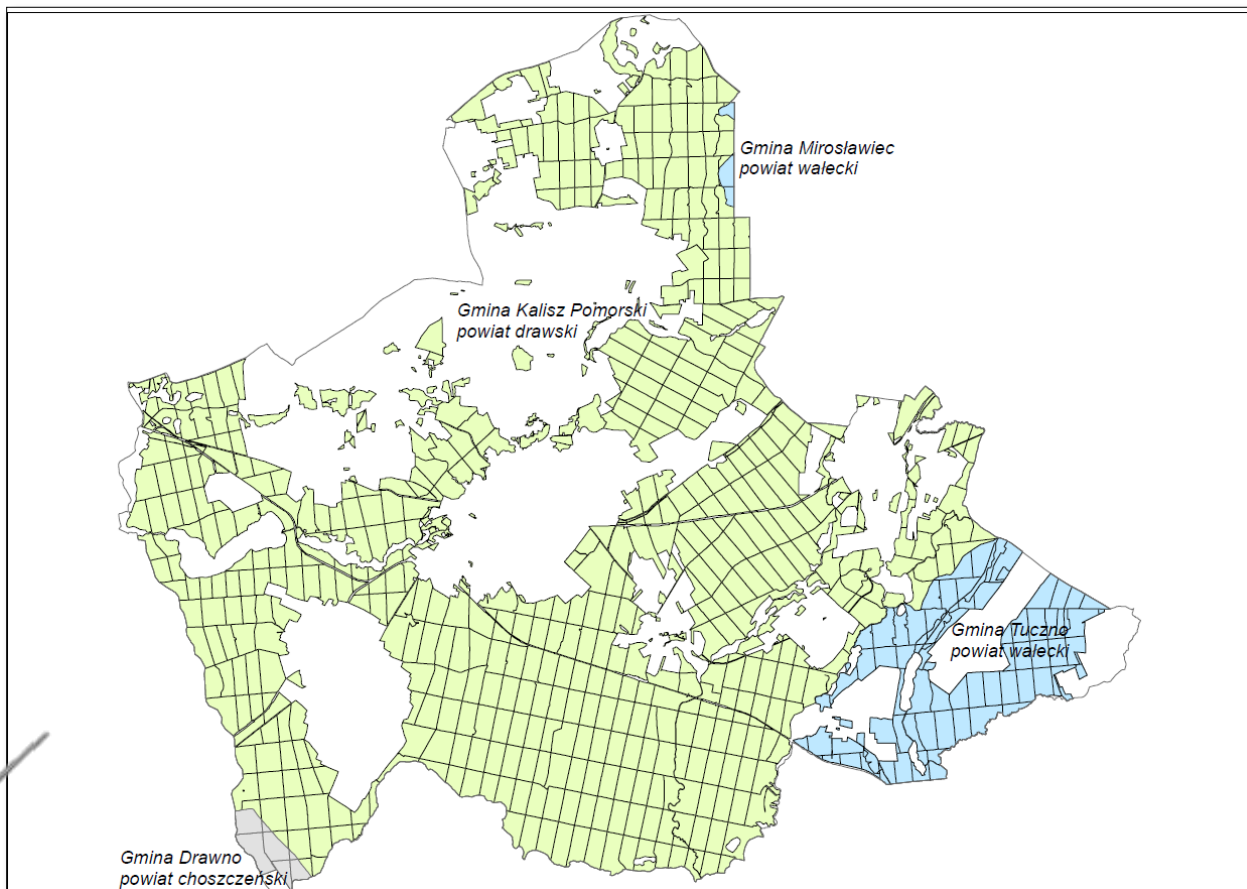 Gmina Mirosławiec
powiat wałecki
Gmina Kalisz Pomorski
powiat drawski
Gmina Tuczno
powiat wałecki
Gmina Drawno
powiat choszczeński